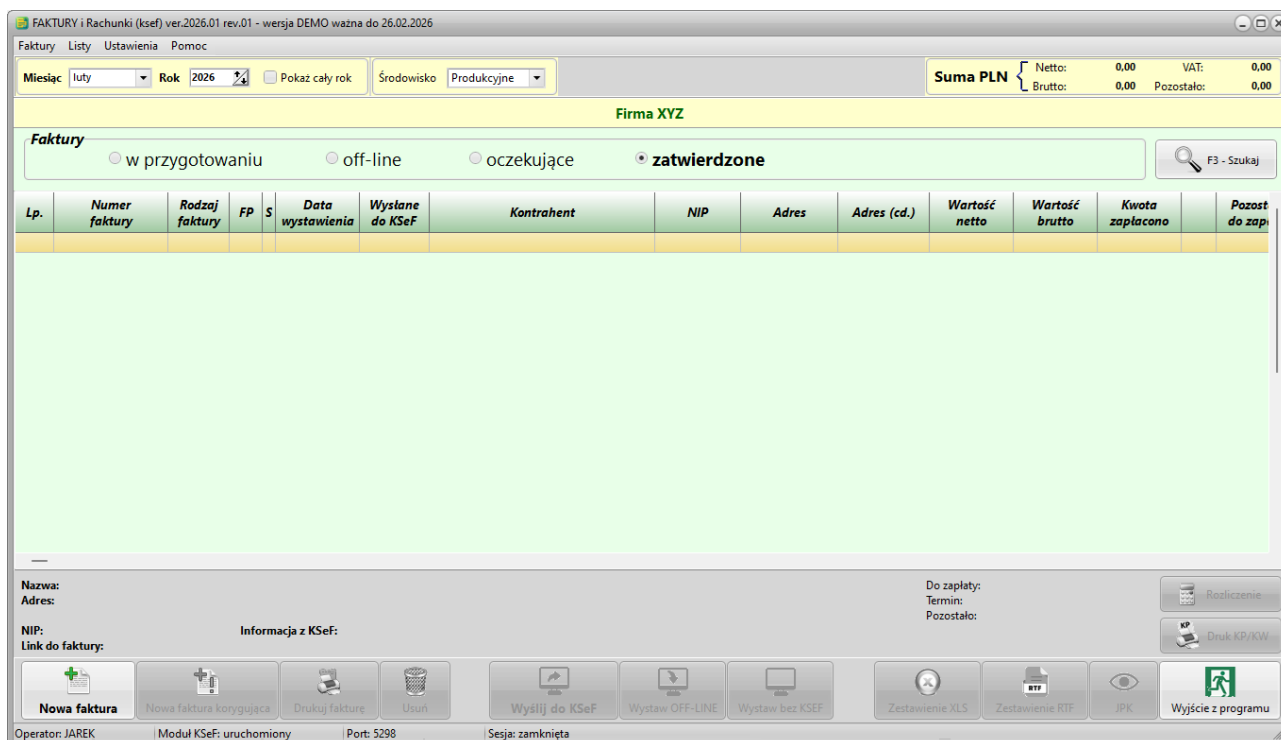 FAKTURY i Rachunki (ksef) ver.2026.01 rev.01 - wersja DEMO ważna do 26.02.2026
Faktury Listy Ustawienia Pomoc
Miesiąc luty Rok 2026 Pokaż cały rok Środowisko Produkcyjne Suma PLN Netto: 0,00 VAT: 0,00
Brutto: 0,00 Pozostało: 0,00
Firma XYZ
Faktury
w przygotowaniu off-line oczekujące zatwierdzone F3 - Szukaj
Lp. Numer faktury Rodzaj faktury FP S Data wystawienia Wysłane do KSeF Kontrahent NIP Adres Adres (cd.) Wartość netto Wartość brutto Kwota zapłacono Pozost do zap
Nazwa: Do zapłaty:
Adres: Termin: Rozliczenie
Pozostało:
NIP: Informacja z KSeF:
KP
Link do faktury: Druk KP/KW
RTF
Nowa faktura Nowa faktura korygująca Drukuj fakturę Usuń Wyślij do KSeF Wystaw OFF-LINE Wystaw bez KSEF Zestawienie XLS Zestawienie RTF JPK Wyjście z programu
Operator: JAREK Moduł KSeF: uruchomiony Port: 5298 Sesja: zamknięta